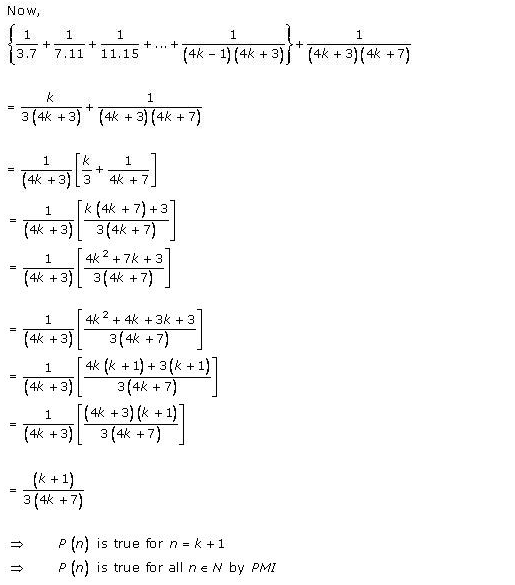 Now,
{1/3.7 + 1/7.11 + 1/11.15 + ... + 1/(4k − 1)(4k + 3)} + 1/(4k + 3)(4k + 7)
= k/3(4k + 3) + 1/(4k + 3)(4k + 7)
= 1/(4k + 3) [k/3 + 1/4k + 7]
= 1/(4k + 3) [k(4k + 7) + 3/3(4k + 7)]
= 1/(4k + 3) [4k² + 7k + 3/3(4k + 7)]
= 1/(4k + 3) [4k² + 4k + 3k + 3/3(4k + 7)]
= 1/(4k + 3) [4k(k + 1) + 3(k + 1)/3(4k + 7)]
= 1/(4k + 3) [(4k + 3)(k + 1)/3(4k + 7)]
= (k + 1)/3(4k + 7)
⇒ P(n) is true for n = k + 1
⇒ P(n) is true for all n ∈ N by PMI